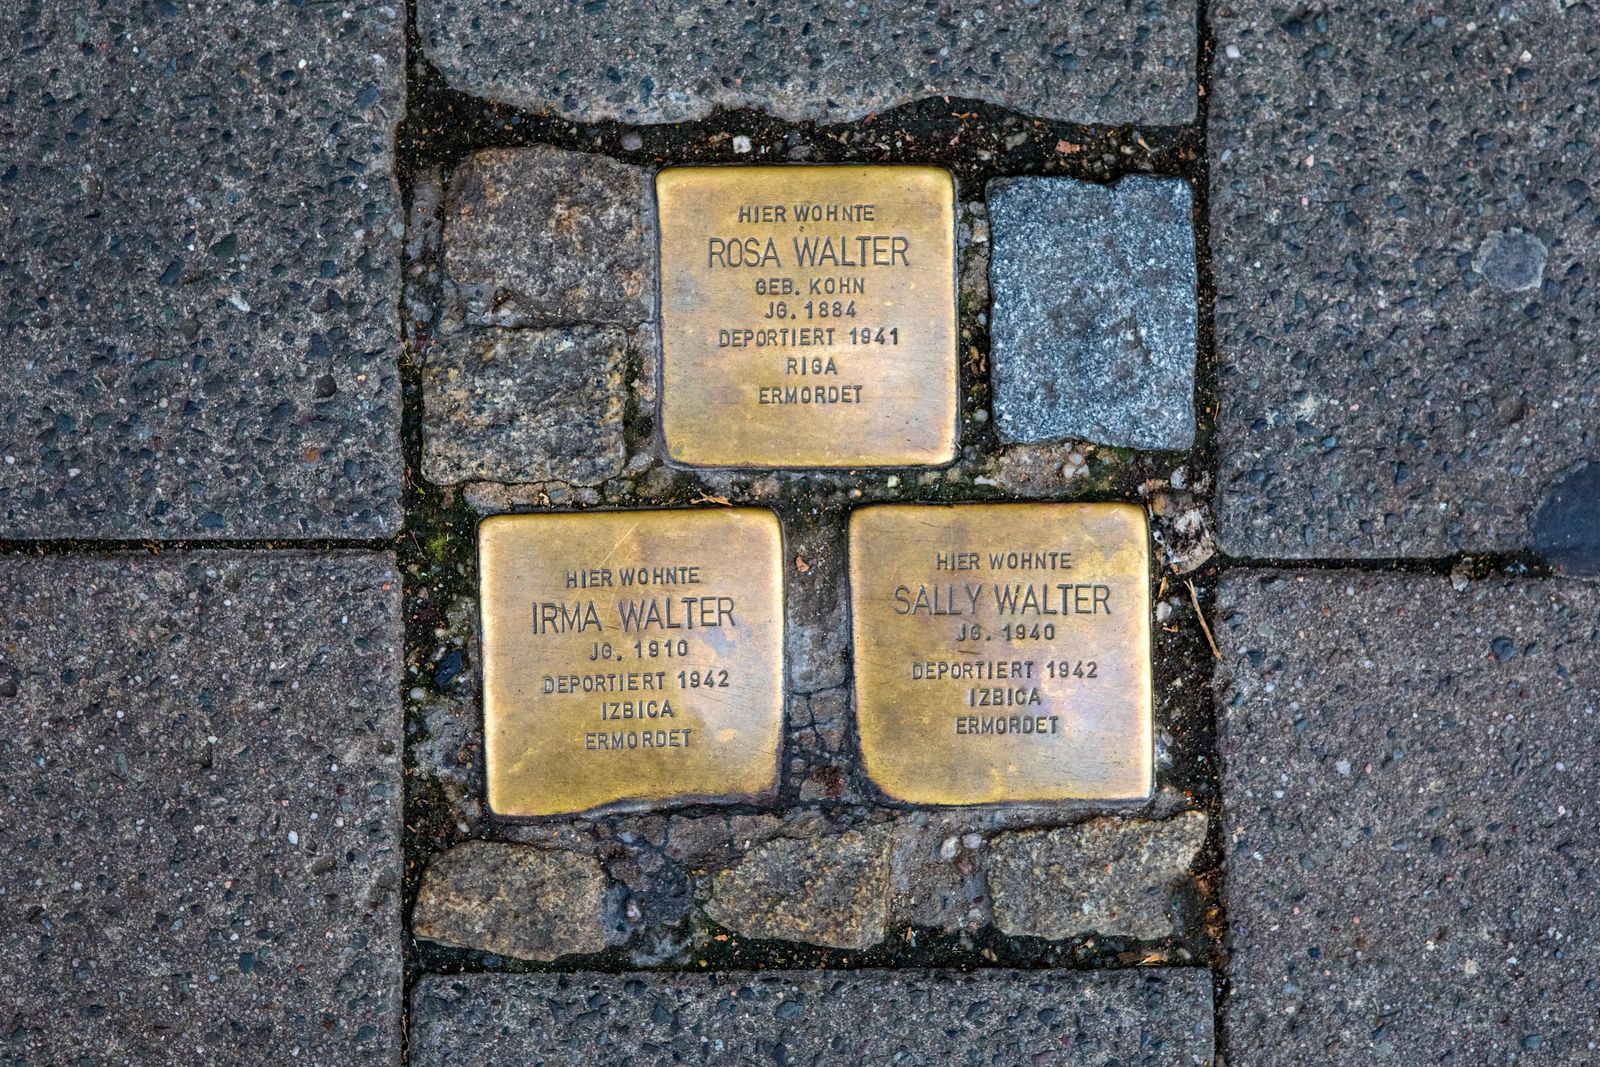 HIER WOHNTE
ROSA WALTER
GEB. KOHN
JG. 1884
DEPORTIERT 1941
RIGA
ERMORDET
HIER WOHNTE
IRMA WALTER
JG. 1910
DEPORTIERT 1942
IZBICA
ERMORDET
HIER WOHNTE
SALLY WALTER
JG. 1940
DEPORTIERT 1942
IZBICA
ERMORDET